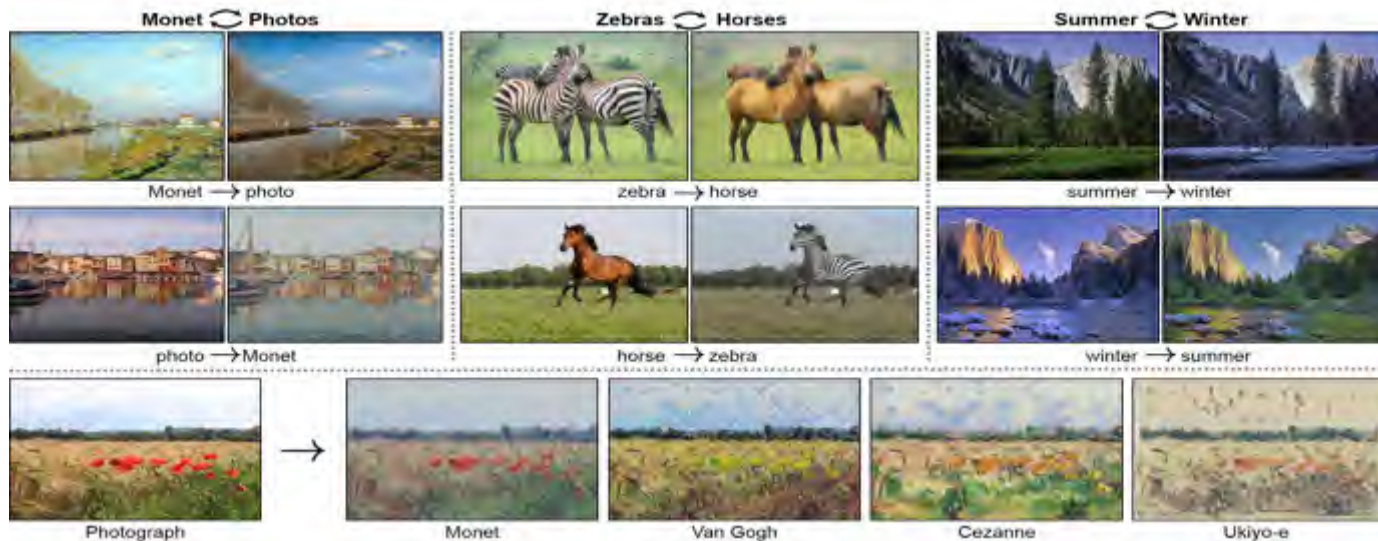 Monet Photos
Zebras Horses
Summer Winter
Monet → photo
zebra → horse
summer → winter
photo → Monet
horse → zebra
winter → summer
→
Photograph
Monet
Van Gogh
Cezanne
Ukiyo-e